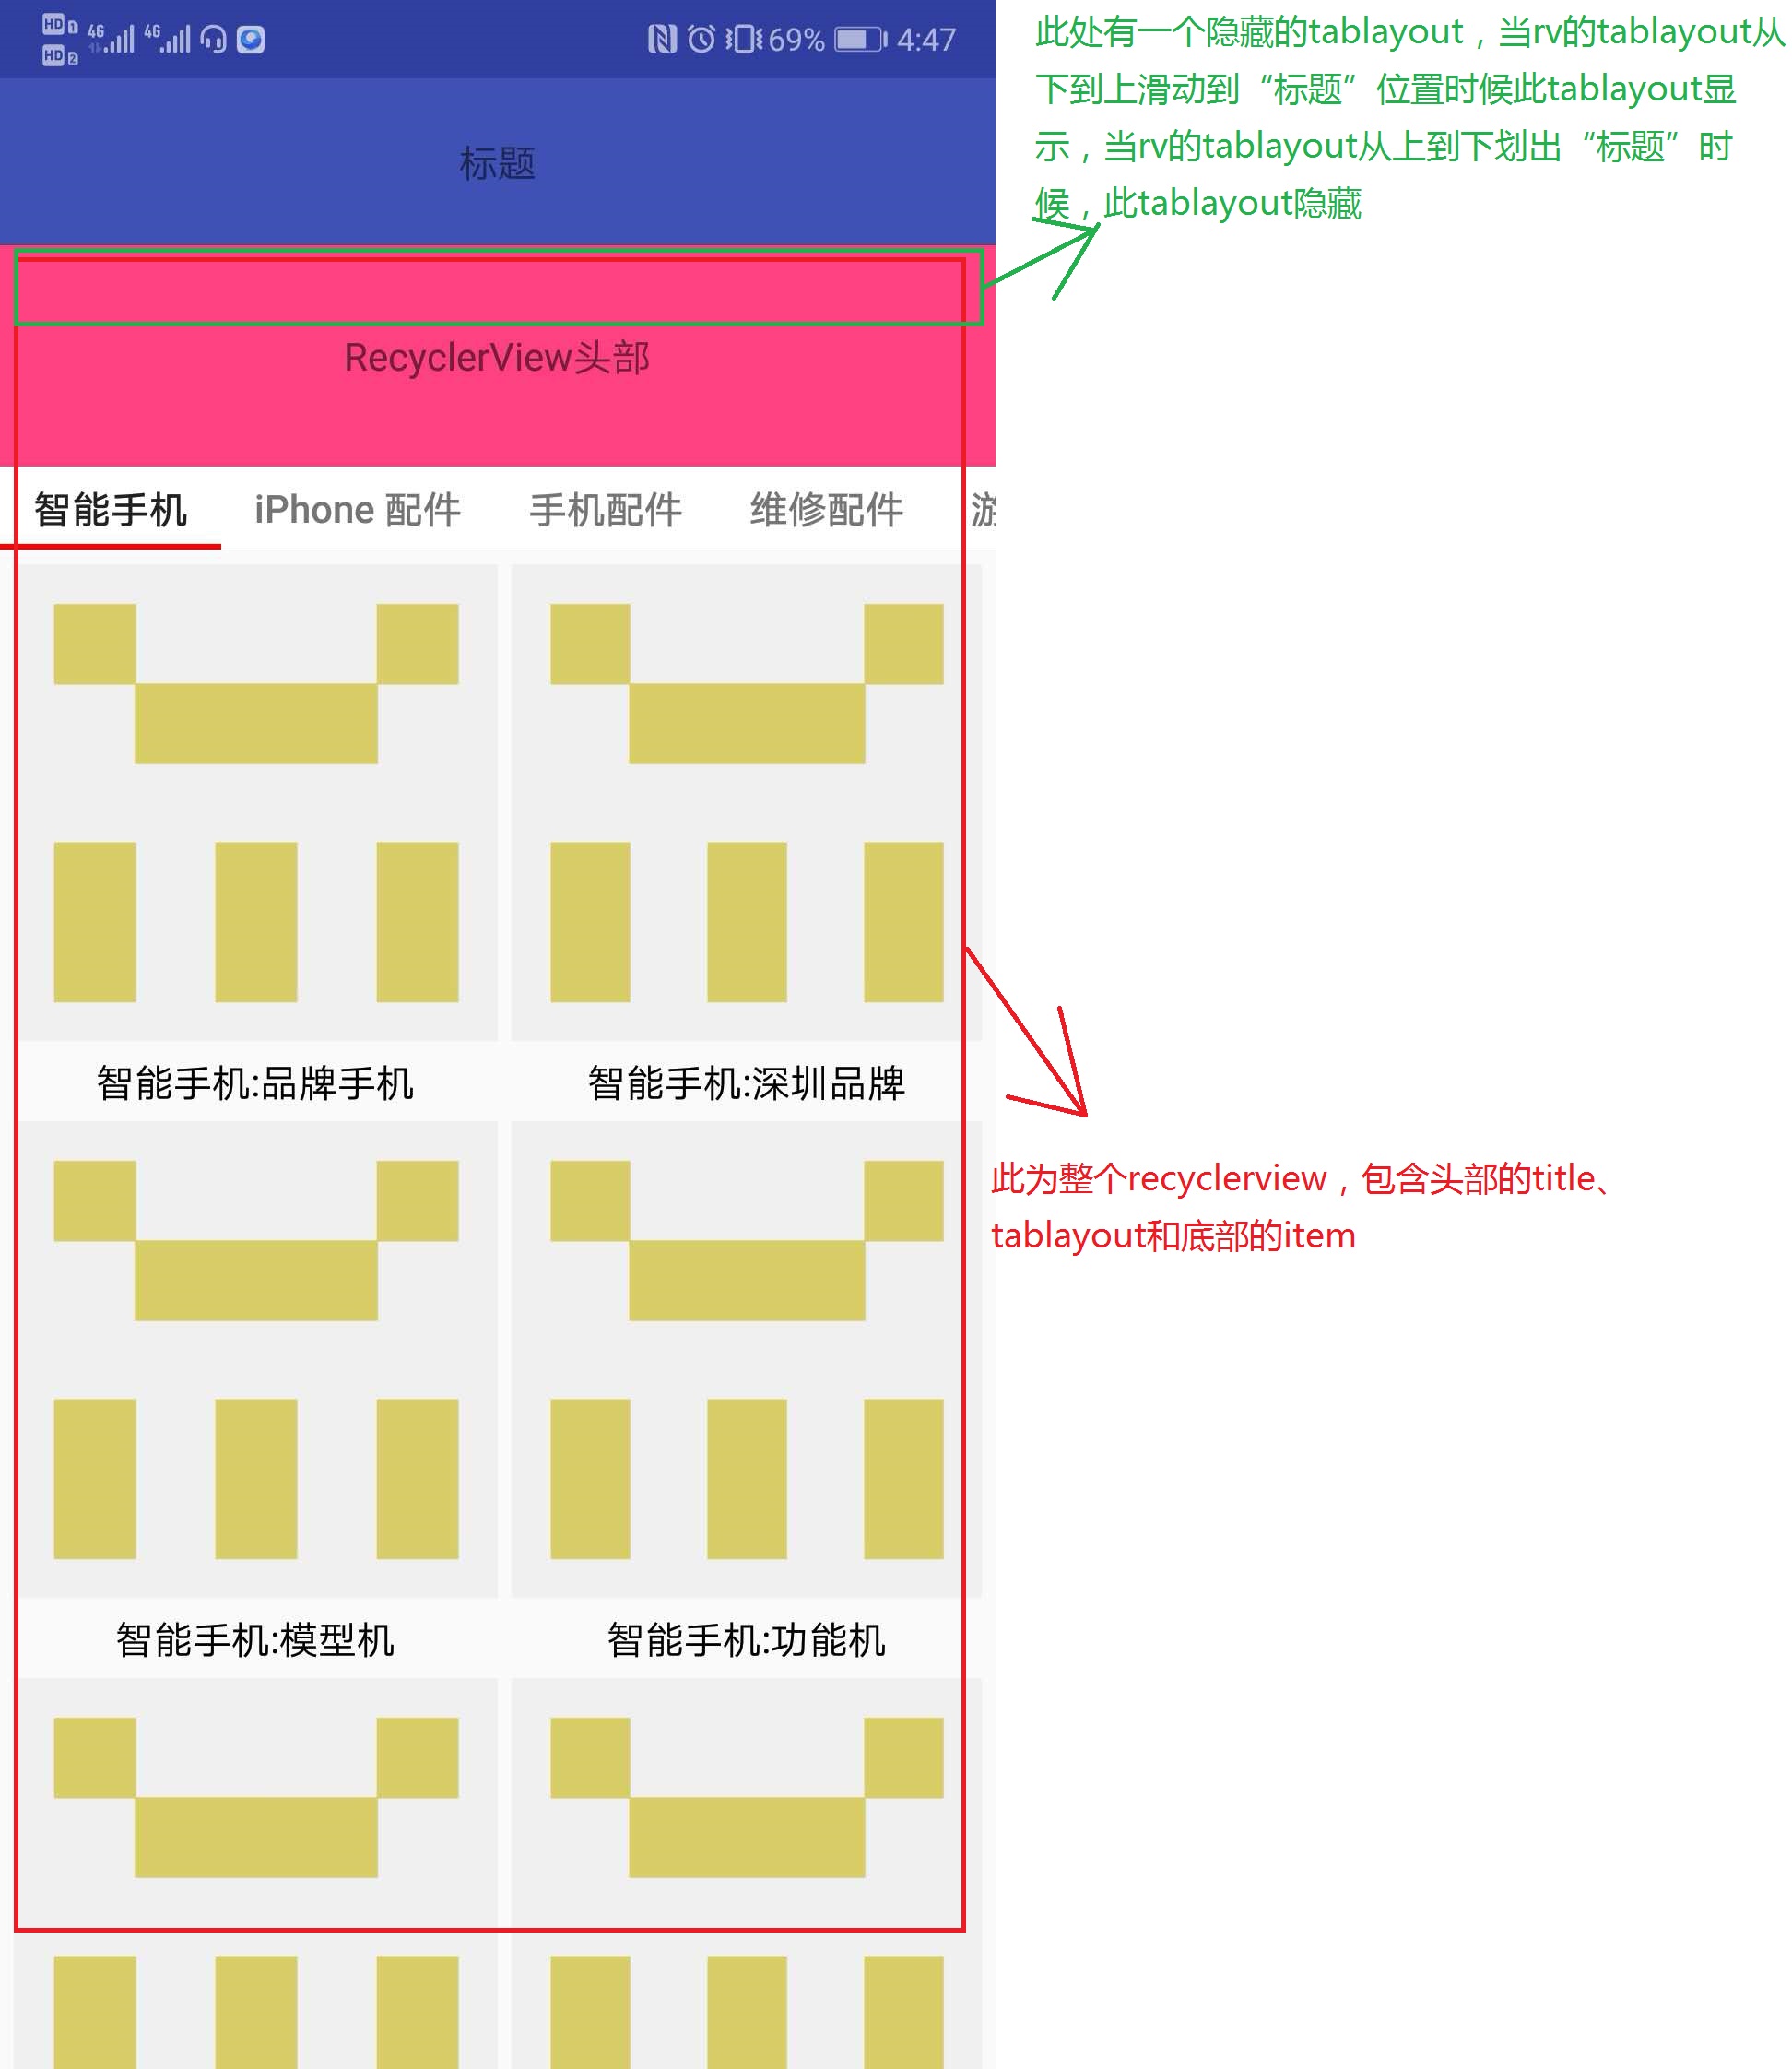 HD 1 4G 4G 69% 4:47
HD 2
标题
此处有一个隐藏的tablayout，当rv的tablayout从
下到上滑动到“标题”位置时候此tablayout显
示，当rv的tablayout从上到下划出“标题”时
候，此tablayout隐藏
RecyclerView头部
智能手机 iPhone 配件 手机配件 维修配件 游
智能手机:品牌手机 智能手机:深圳品牌
此为整个recyclerview，包含头部的title、
tablayout和底部的item
智能手机:模型机 智能手机:功能机